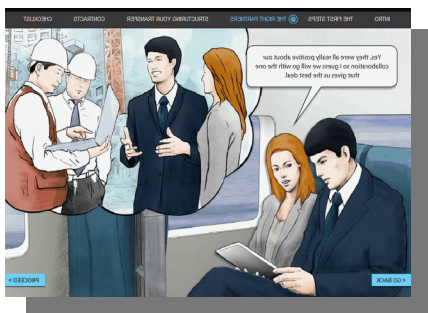 INTRO THE FIRST STEPS THE RIGHT PARTNERS STRUCTURING YOUR TRANSFER CONTRACTS CHECKLIST
Yes, they were all really positive about our
collaboration so I guess we will go with the one
that gives us the best deal.
« GO BACK PROCEED »